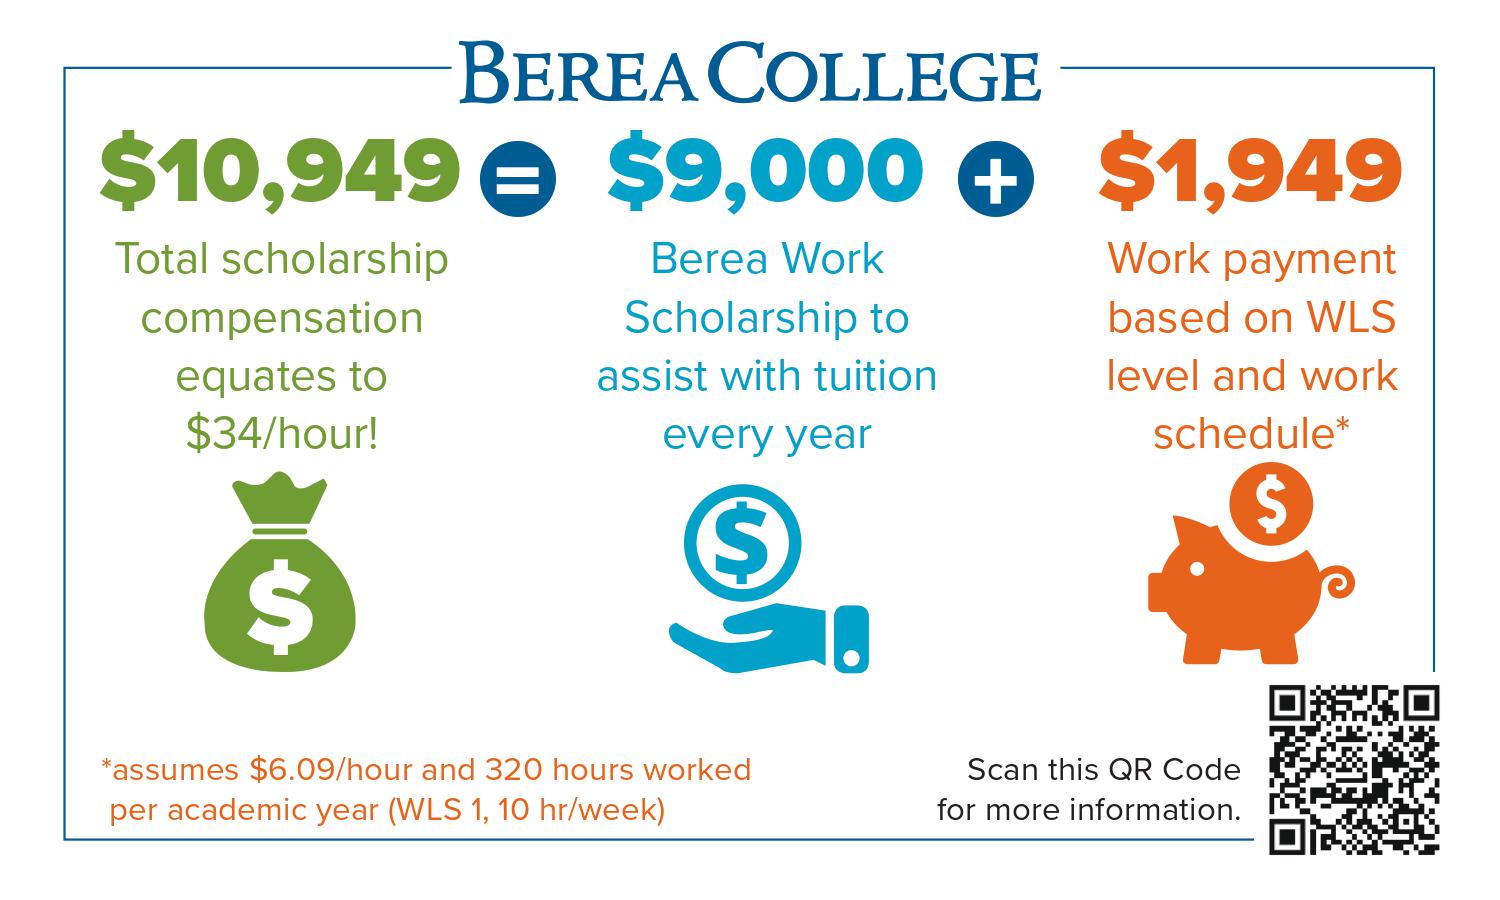 BEREA COLLEGE
$10,949 = $9,000 + $1,949
Total scholarship
compensation
equates to
$34/hour!
$
Berea Work
Scholarship to
assist with tuition
every year
$
Work payment
based on WLS
level and work
schedule*
$
*assumes $6.09/hour and 320 hours worked
per academic year (WLS 1, 10 hr/week)
Scan this QR Code
for more information.